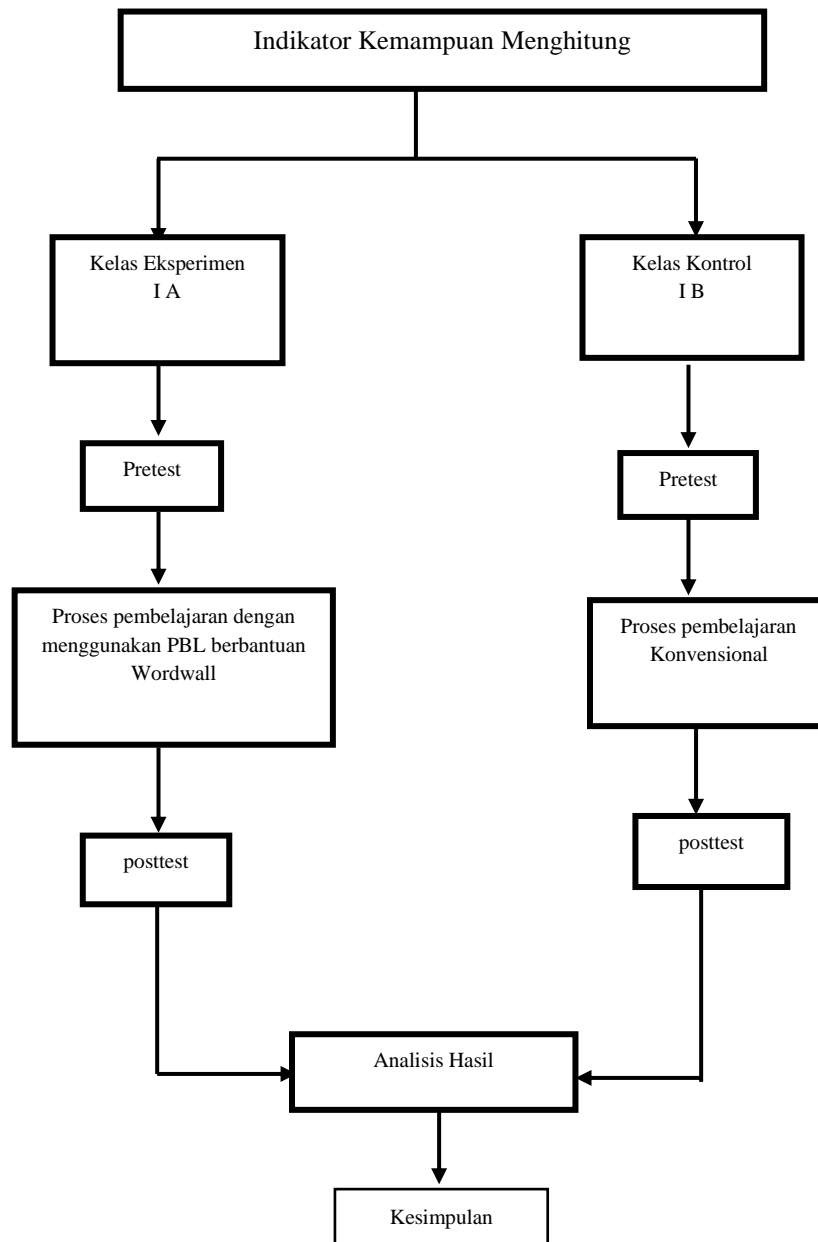 Indikator Kemampuan Menghitung
Kelas Eksperimen
I A
Kelas Kontrol
I B
Pretest
Pretest
Proses pembelajaran dengan
menggunakan PBL berbantuan
Wordwall
Proses pembelajaran
Konvensional
posttest
posttest
Analisis Hasil
Kesimpulan